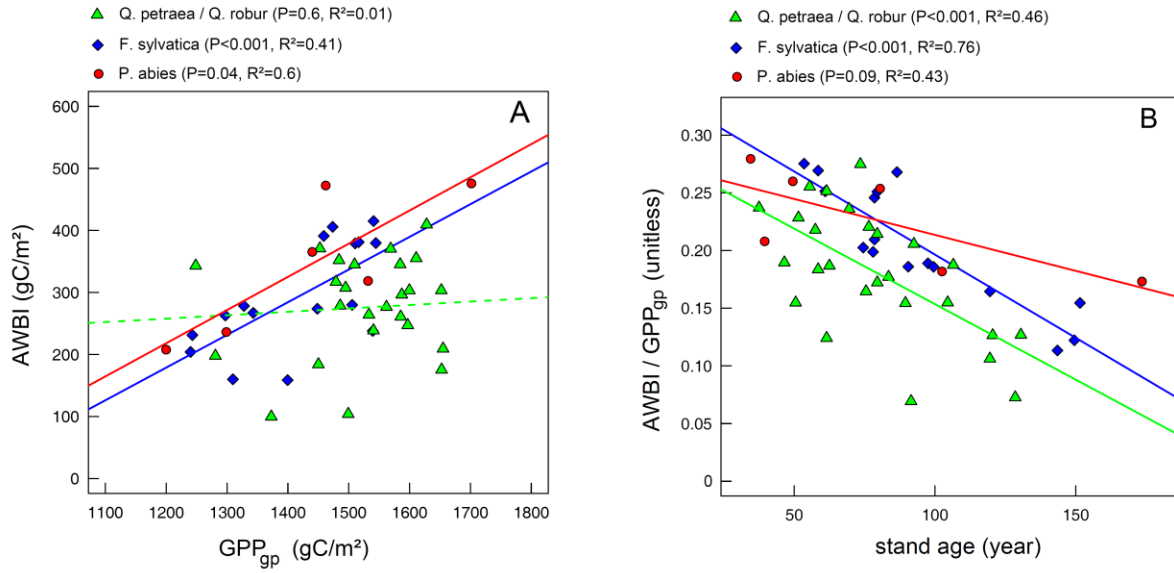 Q. petraea / Q. robur (P=0.6, R²=0.01)
F. sylvatica (P<0.001, R²=0.41)
P. abies (P=0.04, R²=0.6)
A
AWBI (gC/m²)
600
500
400
300
200
100
0
1100 1200 1300 1400 1500 1600 1700 1800
GPPgp (gC/m²)
Q. petraea / Q. robur (P<0.001, R²=0.46)
F. sylvatica (P<0.001, R²=0.76)
P. abies (P=0.09, R²=0.43)
B
AWBI / GPPgp (unitless)
0.30
0.25
0.20
0.15
0.10
0.05
0
50 100 150
stand age (year)